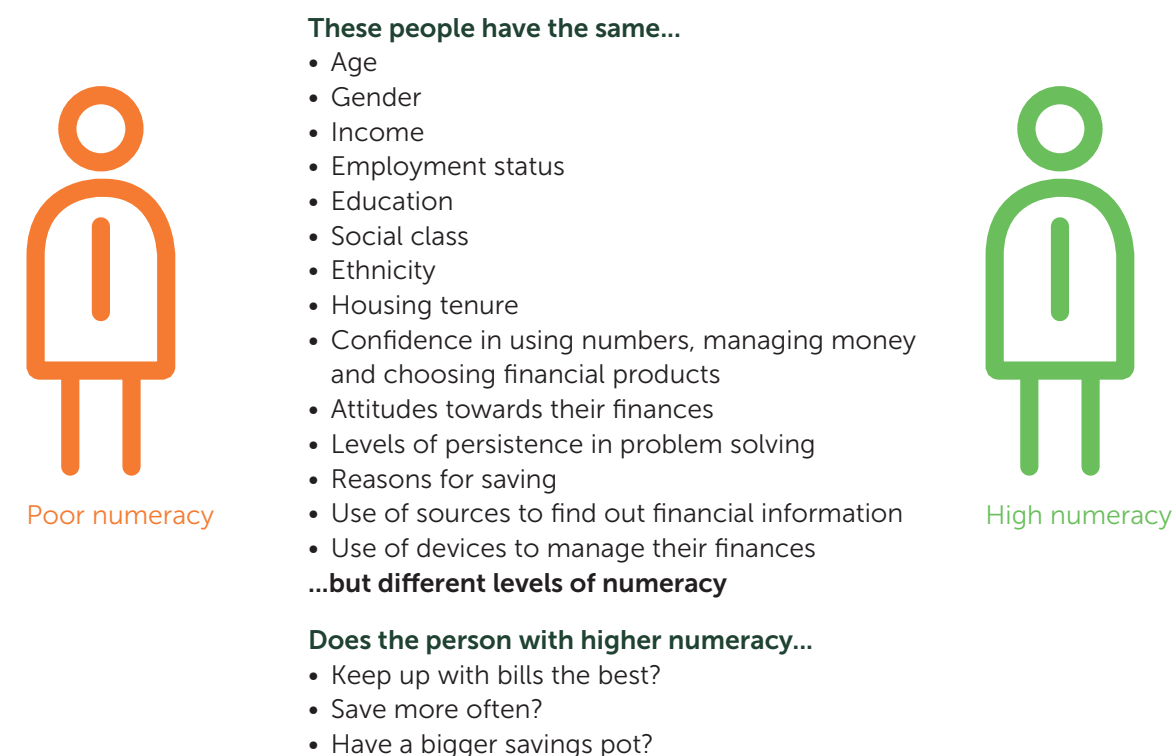 These people have the same...
• Age
• Gender
• Income
• Employment status
• Education
• Social class
• Ethnicity
• Housing tenure
• Confidence in using numbers, managing money
and choosing financial products
• Attitudes towards their finances
• Levels of persistence in problem solving
• Reasons for saving
• Use of sources to find out financial information
• Use of devices to manage their finances
...but different levels of numeracy
Poor numeracy
High numeracy
Does the person with higher numeracy...
• Keep up with bills the best?
• Save more often?
• Have a bigger savings pot?